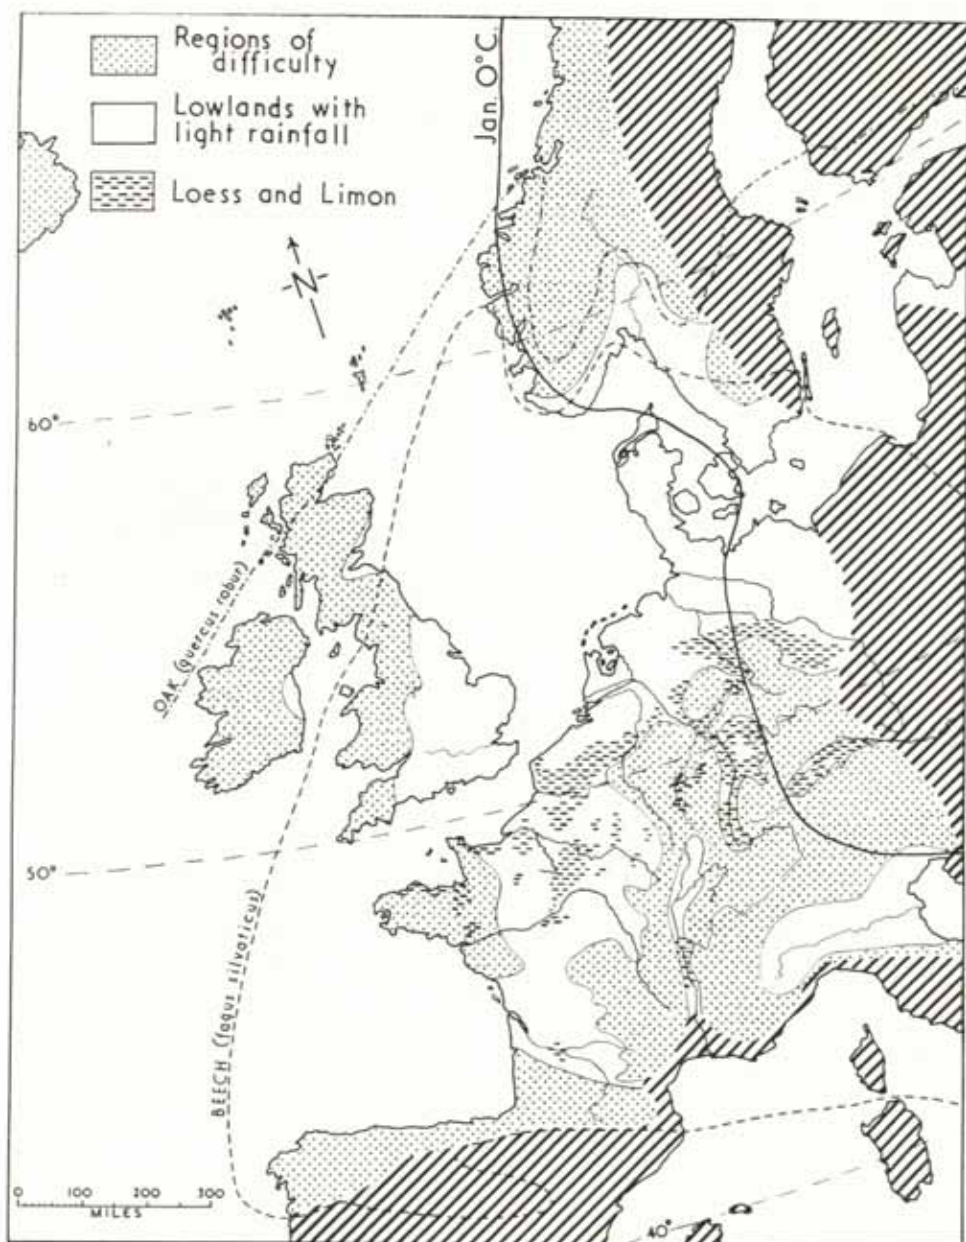 Regions of
difficulty
Lowlands with
light rainfall
Loess and Limon
Jan. 0°C.
N
60°
OAK (quercus robur)
50°
BEECH (fagus silvaticus)
0 100 200 300
MILES
40°